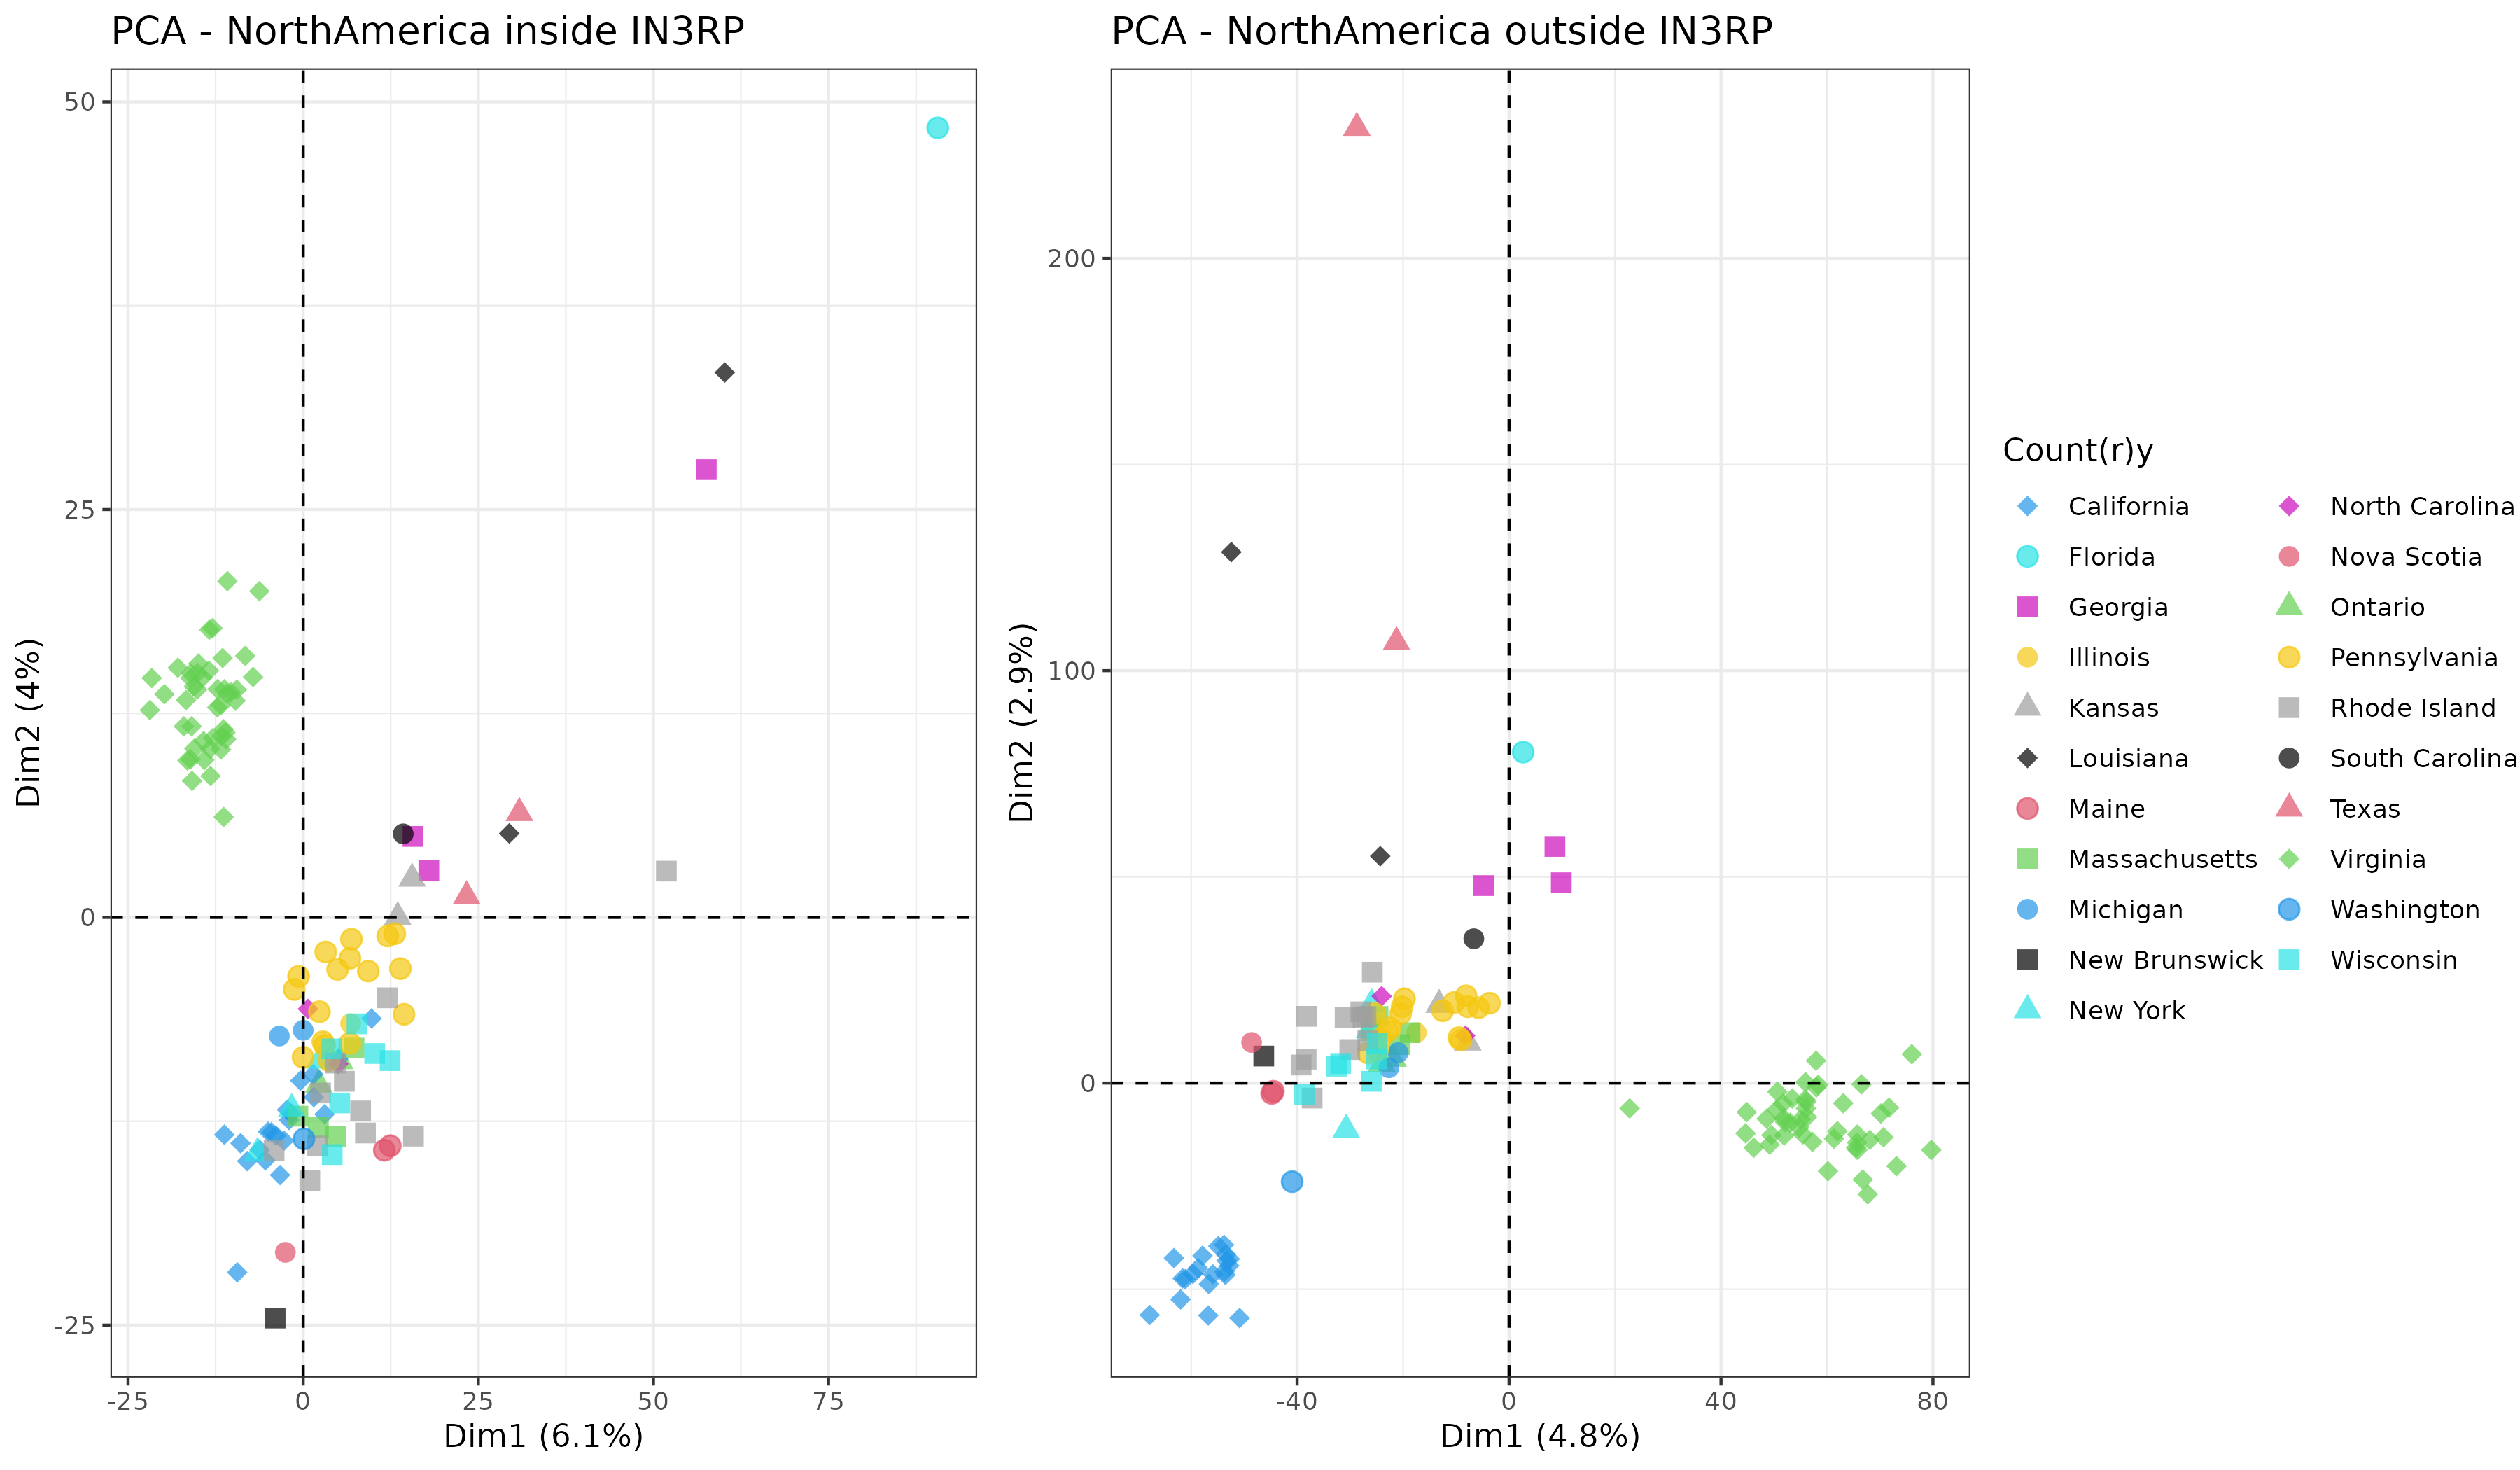 PCA - NorthAmerica inside IN3RP
50
25
0
-25
Dim2 (4%)
-25
0
25
50
75
Dim1 (6.1%)
PCA - NorthAmerica outside IN3RP
200
100
0
Dim2 (2.9%)
-40
0
40
80
Dim1 (4.8%)
Count(r)y
California
Florida
Georgia
Illinois
Kansas
Louisiana
Maine
Massachusetts
Michigan
New Brunswick
New York
North Carolina
Nova Scotia
Ontario
Pennsylvania
Rhode Island
South Carolina
Texas
Virginia
Washington
Wisconsin